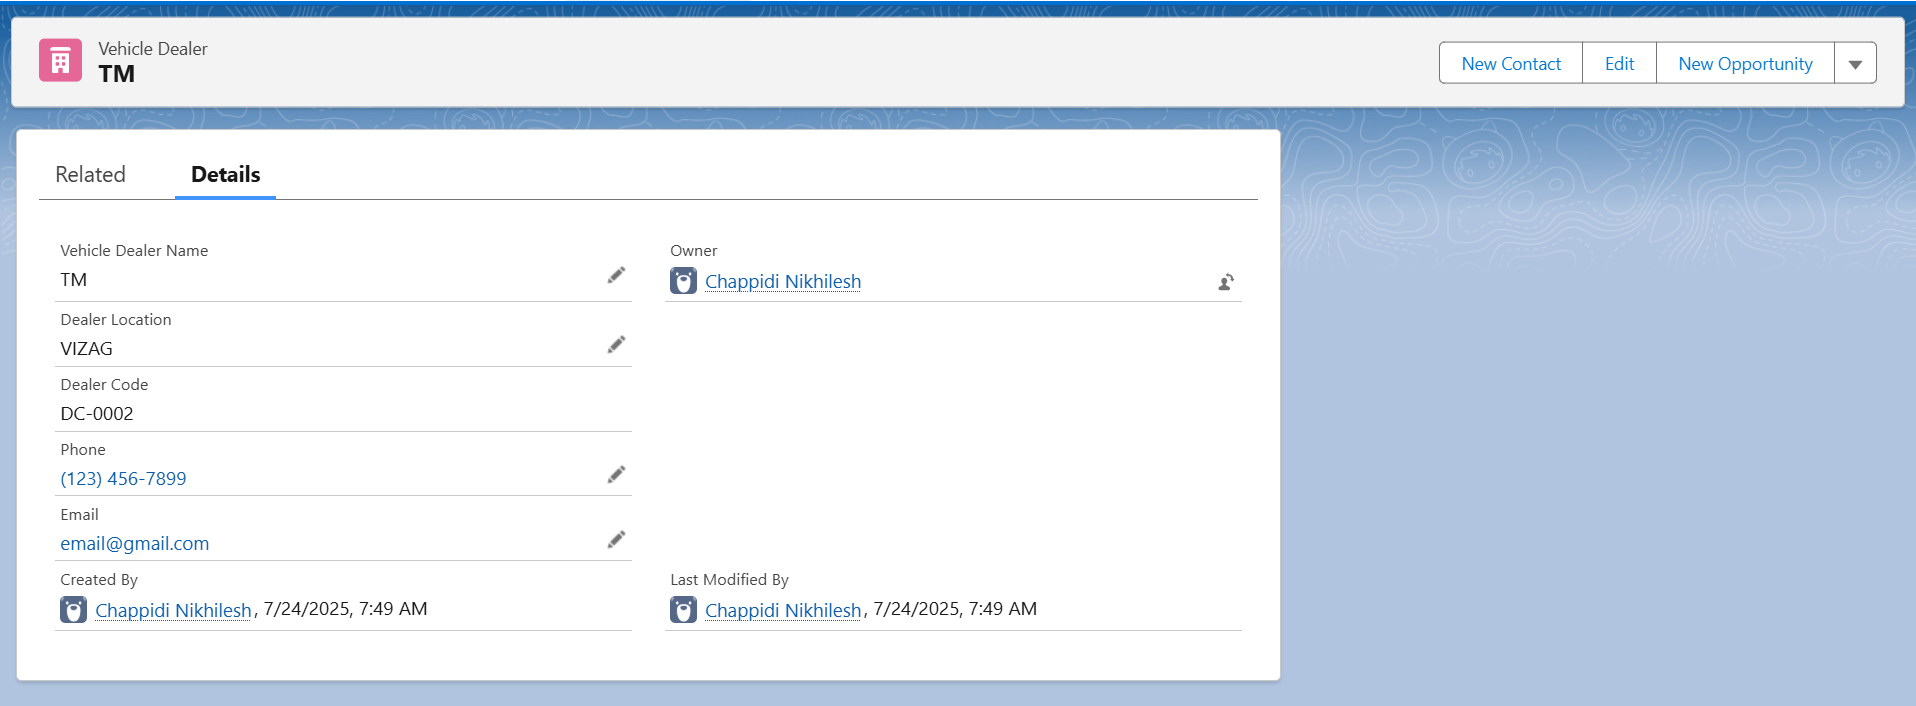 Vehicle Dealer
TM
New Contact
Edit
New Opportunity
Related
Details
Vehicle Dealer Name
TM
Owner
Chappidi Nikhilesh
Dealer Location
VIZAG
Dealer Code
DC-0002
Phone
(123) 456-7899
Email
email@gmail.com
Created By
Chappidi Nikhilesh, 7/24/2025, 7:49 AM
Last Modified By
Chappidi Nikhilesh, 7/24/2025, 7:49 AM